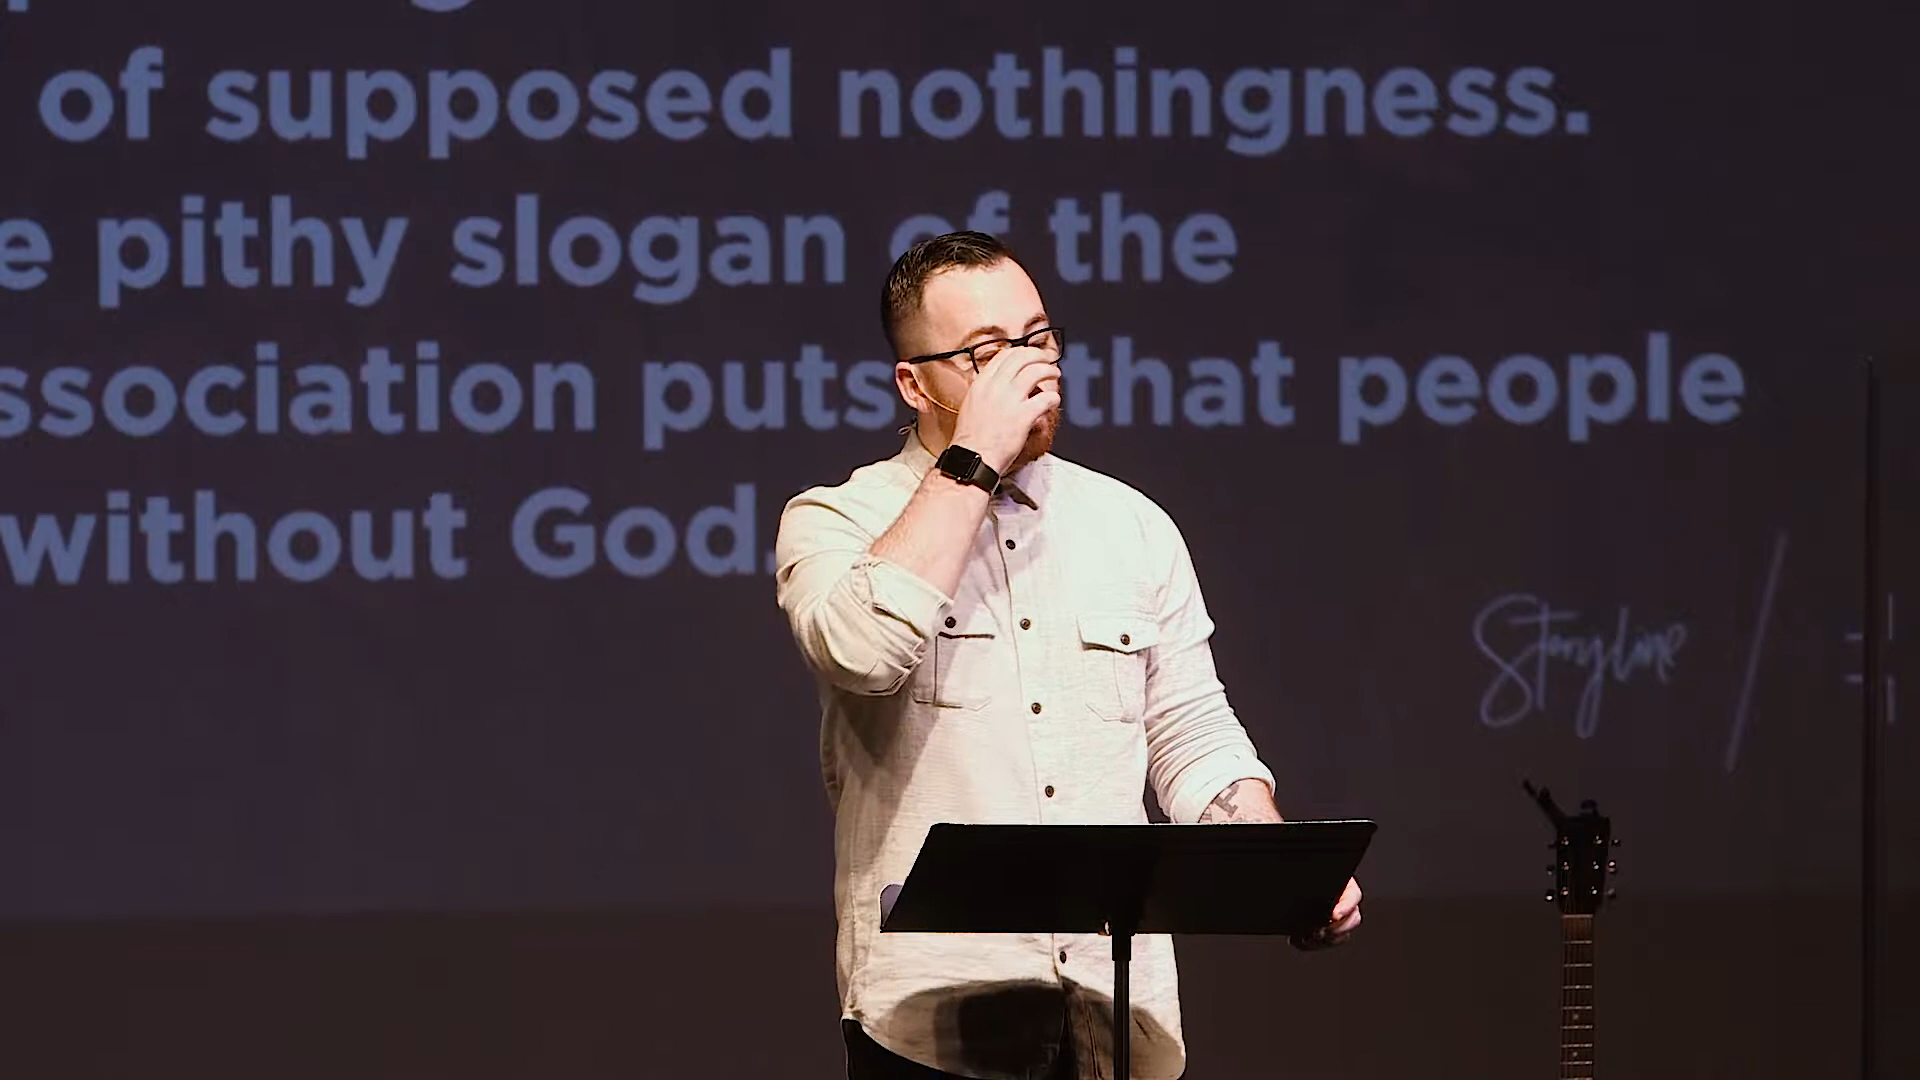 of supposed nothingness.
e pithy slogan of the
ssociation puts that people
without God.
Storyline /